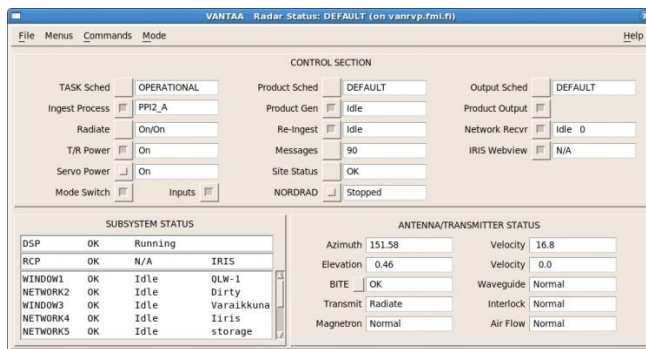 VANTAA Radar Status: DEFAULT (on vanrvp.fmi.fi)
File Menus Commands Mode Help
CONTROL SECTION
TASK Sched OPERATIONAL Product Sched DEFAULT Output Sched DEFAULT
Ingest Process PPI2_A Product Gen Idle Product Output
Radiate On/On Re-Ingest Idle Network Recvr Idle 0
T/R Power On Messages 90 IRIS Webview N/A
Servo Power On Site Status OK
Mode Switch Inputs NORDRAD Stopped
SUBSYSTEM STATUS
DSP OK Running
RCP OK N/A IRIS
WINDOW1 OK Idle QLW-1
NETWORK2 OK Idle Dirty
WINDOW3 OK Idle Varaikkuna
NETWORK4 OK Idle Iiris
NETWORK5 OK Idle storage
ANTENNA/TRANSMITTER STATUS
Azimuth 151.58 Velocity 16.8
Elevation 0.46 Velocity 0.0
BITE OK Waveguide Normal
Transmit Radiate Interlock Normal
Magnetron Normal Air Flow Normal